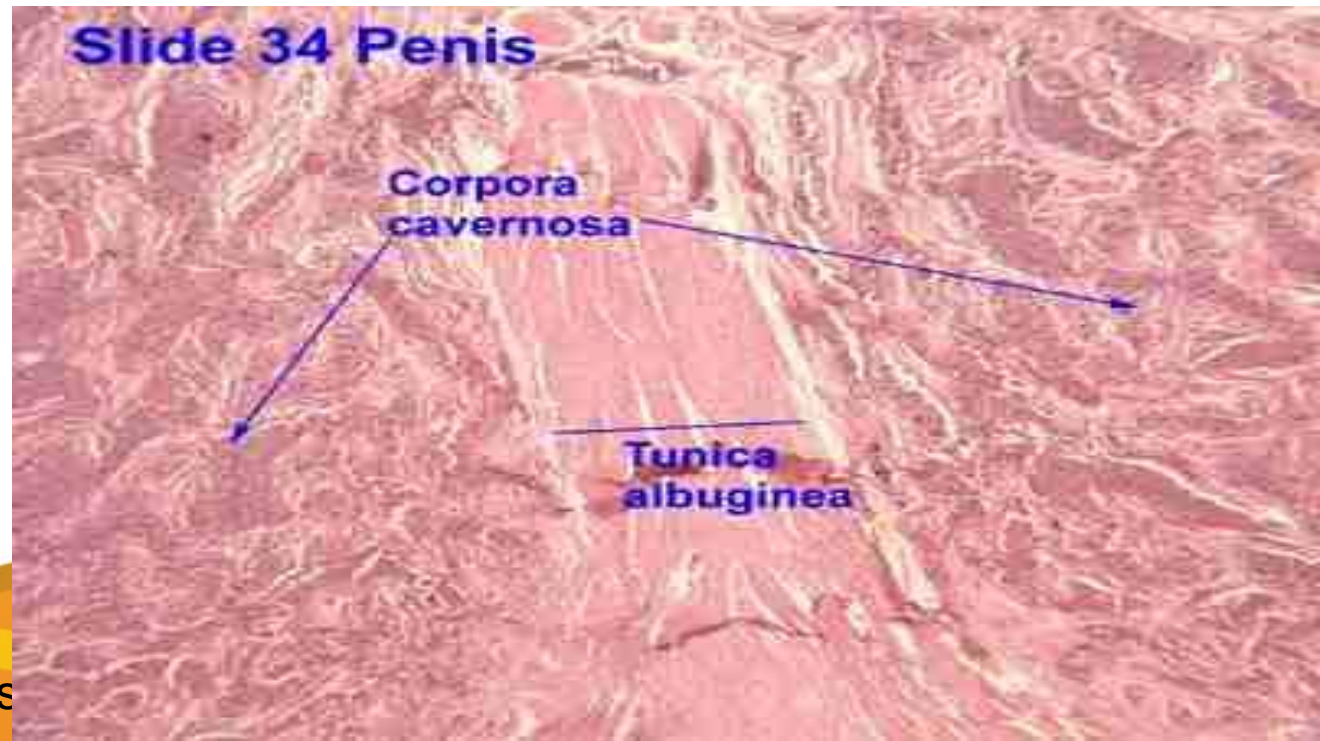 Slide 34 Penis
Corpora
cavernosa
Tunica
albuginea
s